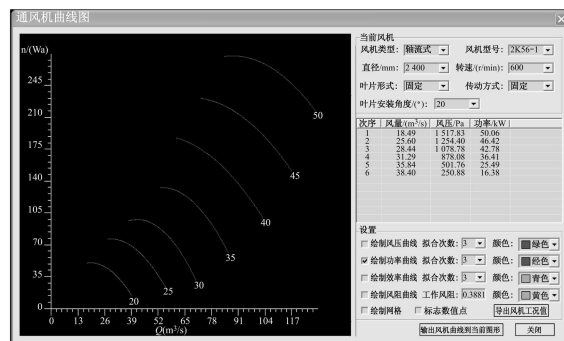 通风机曲线图
n/(Wa)
245
210
175
140
105
70
35
0
0 13 26 39 52 65 78 91 104 117
Q(m³/s)
20
25
30
35
40
45
50
当前风机
风机类型: 轴流式 风机型号: 2K56-1
直径/mm: 2 400 转速/(r/min): 600
叶片形式: 固定 传动方式: 固定
叶片安装角度/(°): 20
次序 风量/(m³/s) 风压/Pa 功率/kW
1 18.49 1 517.83 50.06
2 25.60 1 254.40 46.42
3 28.44 1 078.78 42.78
4 31.29 878.08 36.41
5 35.84 501.76 25.49
6 38.40 250.88 16.38
设置
绘制风压曲线 拟合次数: 3 颜色: 绿色
绘制功率曲线 拟合次数: 3 颜色: 经色
绘制效率曲线 拟合次数: 3 颜色: 青色
绘制风阻曲线 工作风阻: 0.3881 颜色: 黄色
绘制网格 标志数值点 导出风机工况值
输出风机曲线到当前图形 关闭